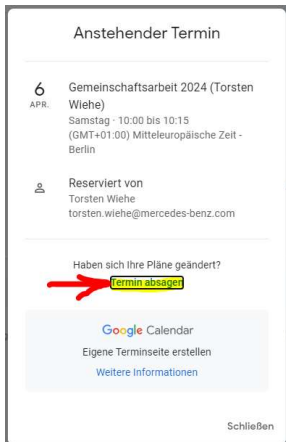 Anstehender Termin
6
APR.
Gemeinschaftsarbeit 2024 (Torsten
Wiehe)
Samstag · 10:00 bis 10:15
(GMT+01:00) Mitteleuropäische Zeit -
Berlin
Reserviert von
Torsten Wiehe
torsten.wiehe@mercedes-benz.com
Haben sich Ihre Pläne geändert?
Termin absagen
Google Calendar
Eigene Terminseite erstellen
Weitere Informationen
Schließen